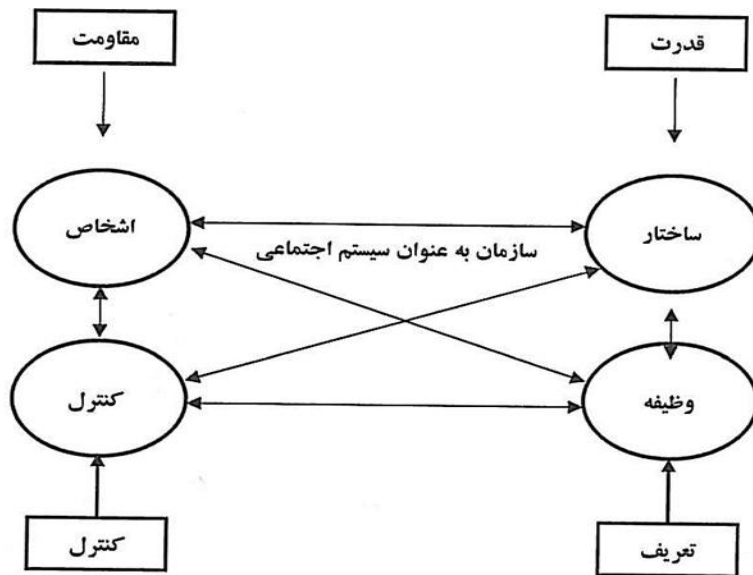 قدرت
مقاومت
ساختار
اشخاص
سازمان به عنوان سیستم اجتماعی
وظیفه
کنترل
تعریف
کنترل